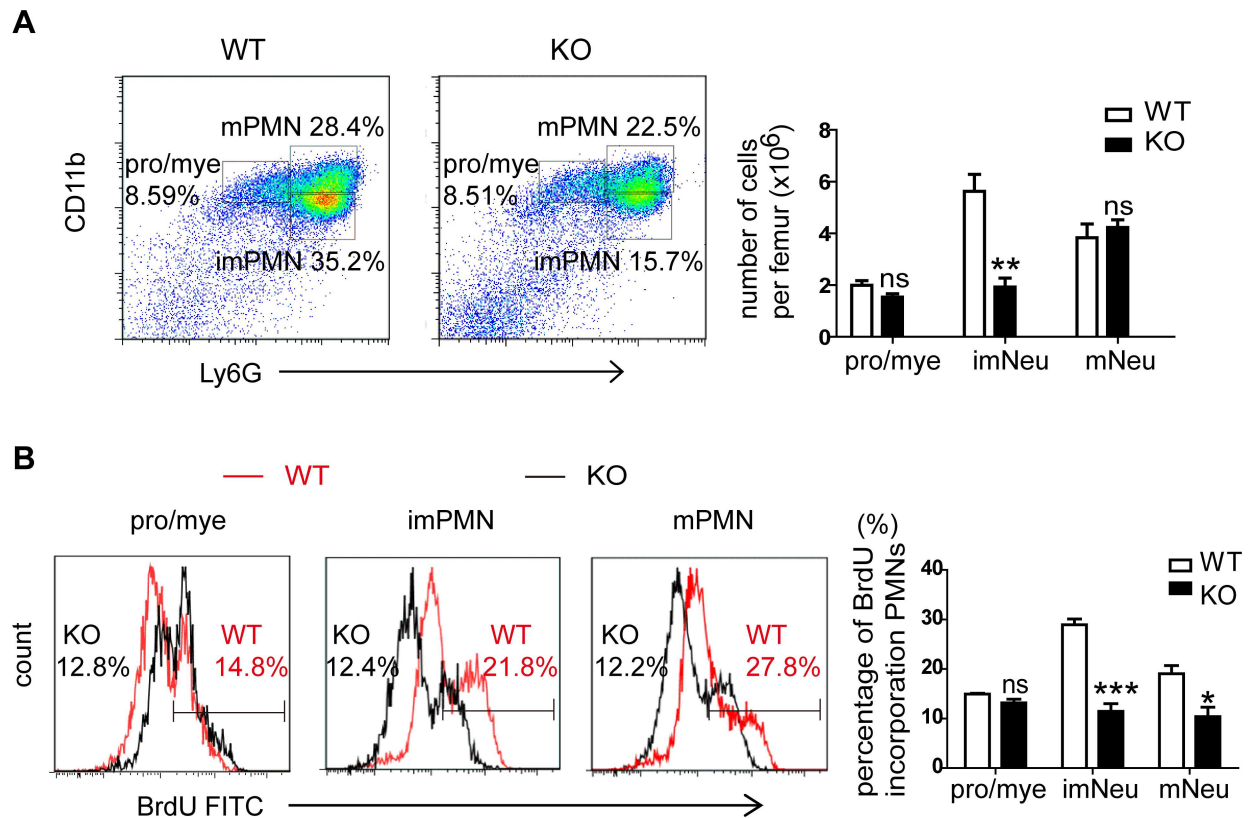 A
WT
KO
mPMN 28.4%
pro/mye
8.59%
imPMN 35.2%
mPMN 22.5%
pro/mye
8.51%
imPMN 15.7%
CD11b
Ly6G
number of cells
per femur (x10⁶)
WT
KO
8
6
4
2
0
ns
**
ns
pro/mye
imNeu
mNeu
B
WT
KO
pro/mye
imPMN
mPMN
count
KO
12.8%
WT
14.8%
KO
12.4%
WT
21.8%
KO
12.2%
WT
27.8%
BrdU FITC
(%)
percentage of BrdU
incorporation PMNs
WT
KO
40
30
20
10
0
ns
***
*
pro/mye
imNeu
mNeu